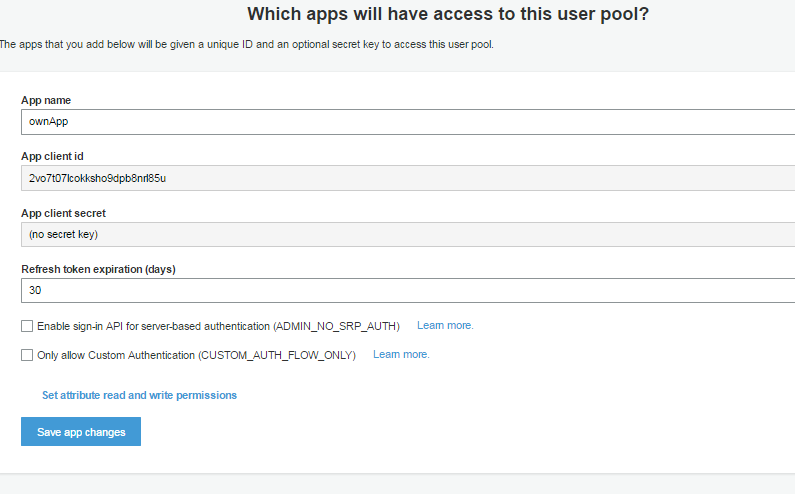 Which apps will have access to this user pool?
The apps that you add below will be given a unique ID and an optional secret key to access this user pool.
App name
ownApp
App client id
2vo7t07lcokksho9dpb8nrl85u
App client secret
(no secret key)
Refresh token expiration (days)
30
Enable sign-in API for server-based authentication (ADMIN_NO_SRP_AUTH) Learn more.
Only allow Custom Authentication (CUSTOM_AUTH_FLOW_ONLY) Learn more.
Set attribute read and write permissions
Save app changes